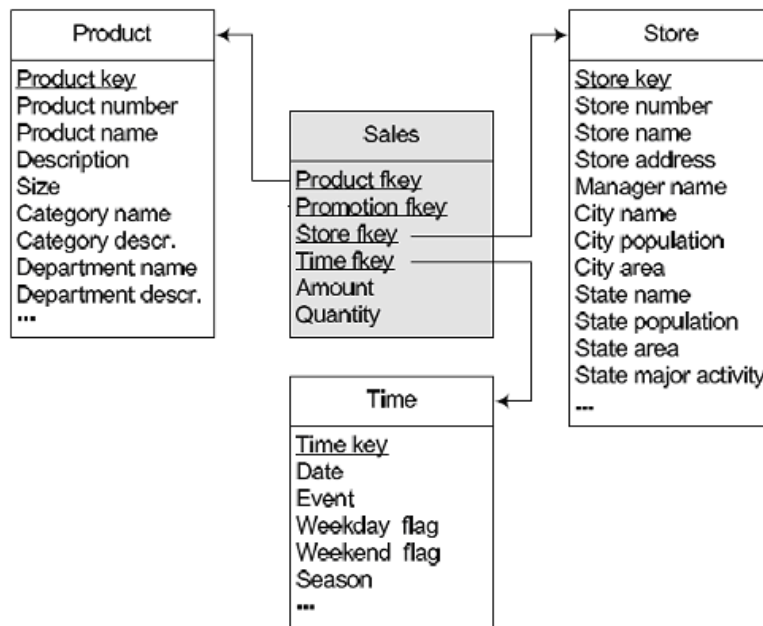 Product
Product key
Product number
Product name
Description
Size
Category name
Category descr.
Department name
Department descr.
...
Sales
Product fkey
Promotion fkey
Store fkey
Time fkey
Amount
Quantity
Store
Store key
Store number
Store name
Store address
Manager name
City name
City population
City area
State name
State population
State area
State major activity
...
Time
Time key
Date
Event
Weekday flag
Weekend flag
Season
...